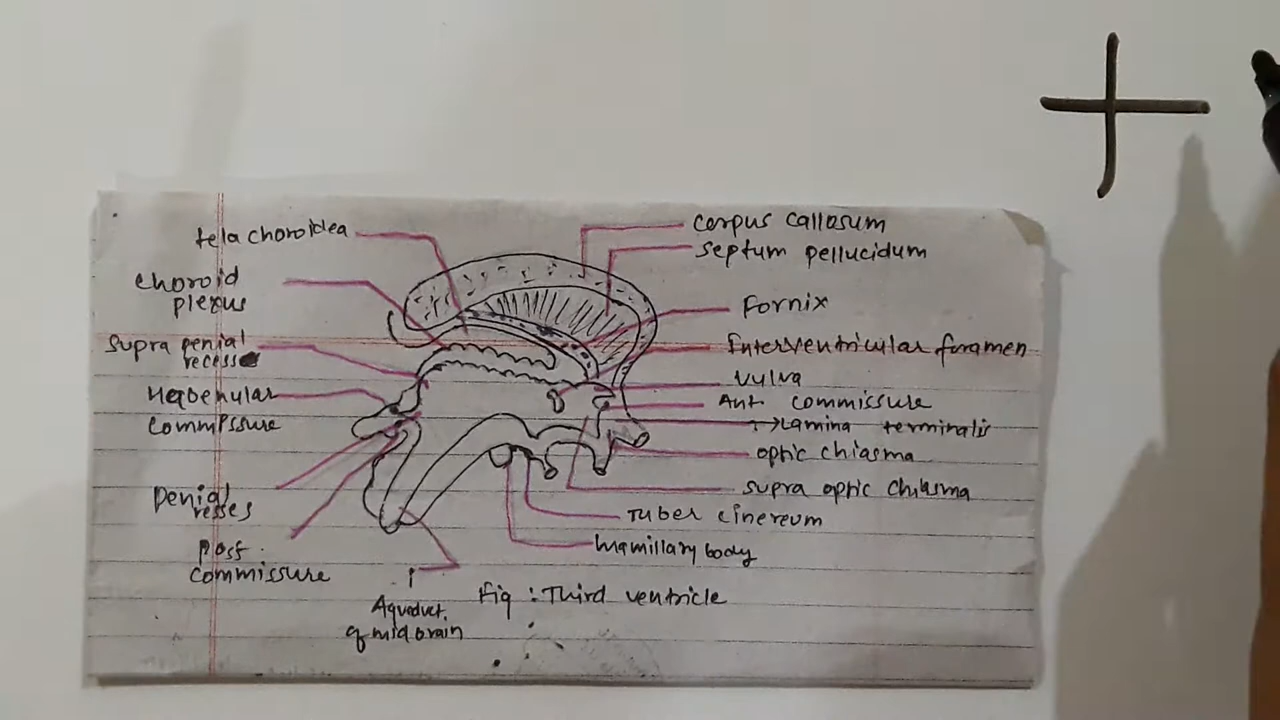 tela choroidea
choroid
plexus
supra penial
recess
Habenular
commissure
penial
resses
post.
commissure
Aqueduct
of midbrain
corpus callosum
septum pellucidum
Fornix
Interventricular foramen
vulva
Ant. commissure
lamina terminalis
optic chiasma
supra optic chiasma
Tuber cinereum
Mamillary body
Fig : Third ventricle